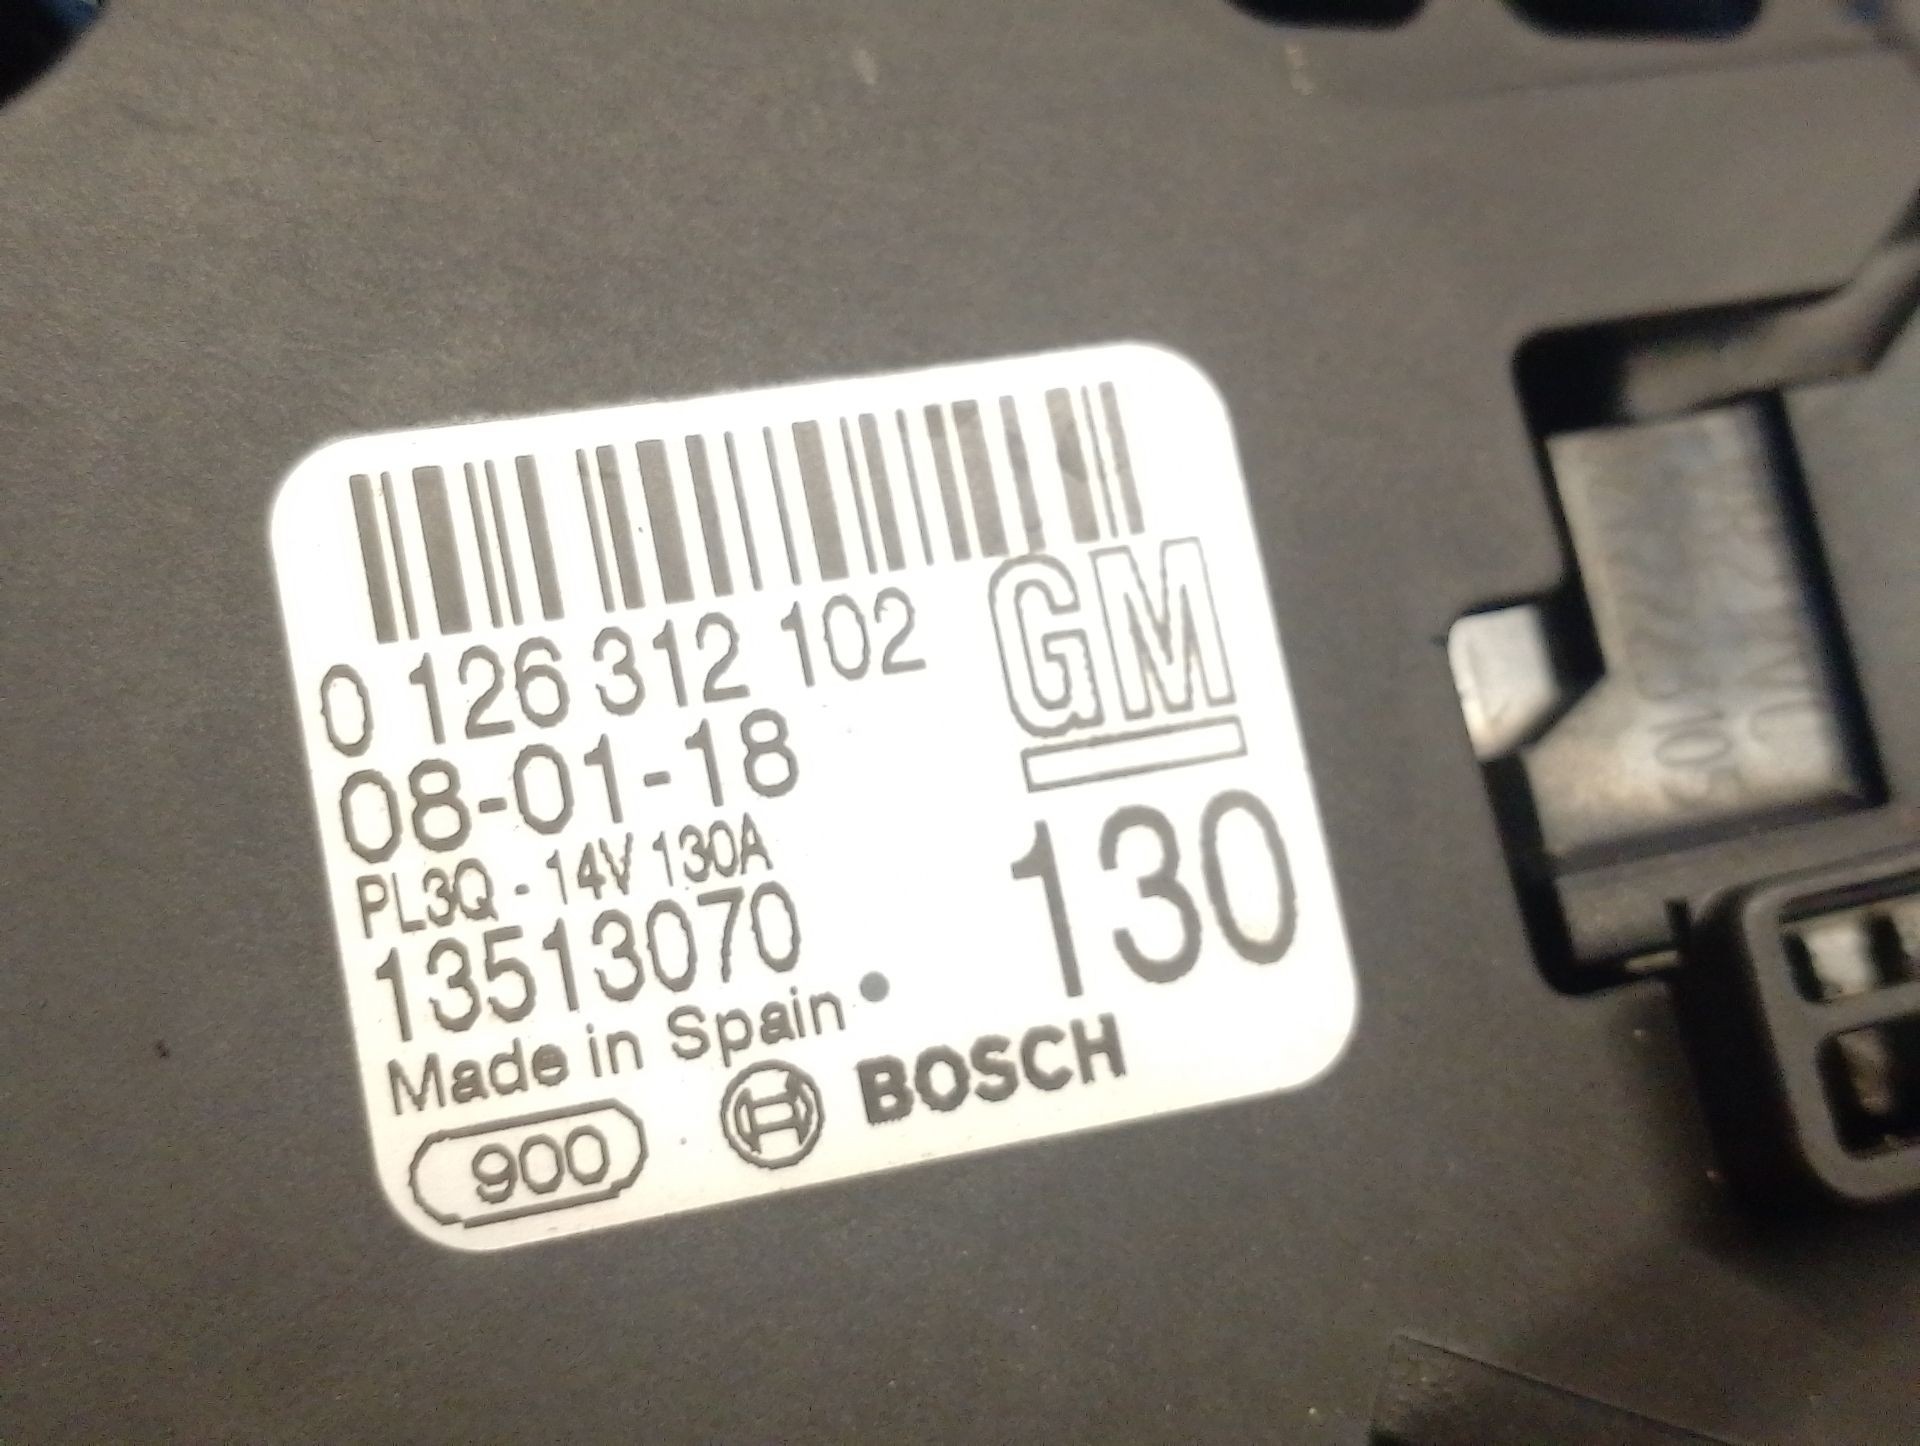 0 126 312 102
GM
08-01-18
PL3Q - 14V 130A
130
13513070
Made in Spain
900
BOSCH